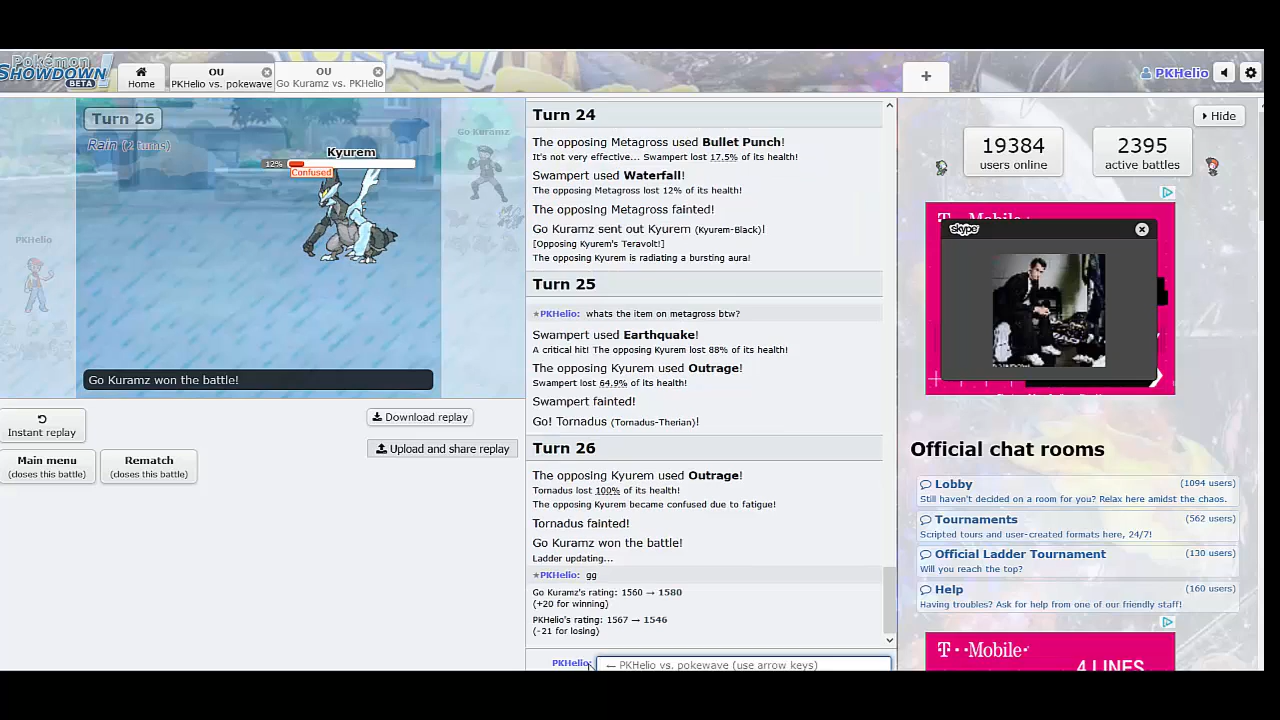 Pokémon
SHOWDOWN!
BETA
Home
OU
PKHelio vs. pokewave
OU
Go Kuramz vs. PKHelio
+
PKHelio
Turn 26
Rain (2 turns)
Kyurem
12%
Confused
PKHelio
Go Kuramz
Go Kuramz won the battle!
Instant replay
Download replay
Upload and share replay
Main menu
(closes this battle)
Rematch
(closes this battle)
Turn 24
The opposing Metagross used Bullet Punch!
It's not very effective... Swampert lost 17.5% of its health!
Swampert used Waterfall!
The opposing Metagross lost 12% of its health!
The opposing Metagross fainted!
Go Kuramz sent out Kyurem (Kyurem-Black)!
[Opposing Kyurem's Teravolt!]
The opposing Kyurem is radiating a bursting aura!
Turn 25
★PKHelio: whats the item on metagross btw?
Swampert used Earthquake!
A critical hit! The opposing Kyurem lost 88% of its health!
The opposing Kyurem used Outrage!
Swampert lost 64.9% of its health!
Swampert fainted!
Go! Tornadus (Tornadus-Therian)!
Turn 26
The opposing Kyurem used Outrage!
Tornadus lost 100% of its health!
The opposing Kyurem became confused due to fatigue!
Tornadus fainted!
Go Kuramz won the battle!
Ladder updating...
★PKHelio: gg
Go Kuramz's rating: 1560 → 1580
(+20 for winning)
PKHelio's rating: 1567 → 1546
(-21 for losing)
PKHelio:
← PKHelio vs. pokewave (use arrow keys)
Hide
19384
users online
2395
active battles
skype
Official chat rooms
Lobby (1094 users)
Still haven't decided on a room for you? Relax here amidst the chaos.
Tournaments (562 users)
Scripted tours and user-created formats here, 24/7!
Official Ladder Tournament (130 users)
Will you reach the top?
Help (160 users)
Having troubles? Ask for help from one of our friendly staff!
T··Mobile·
4 LINES